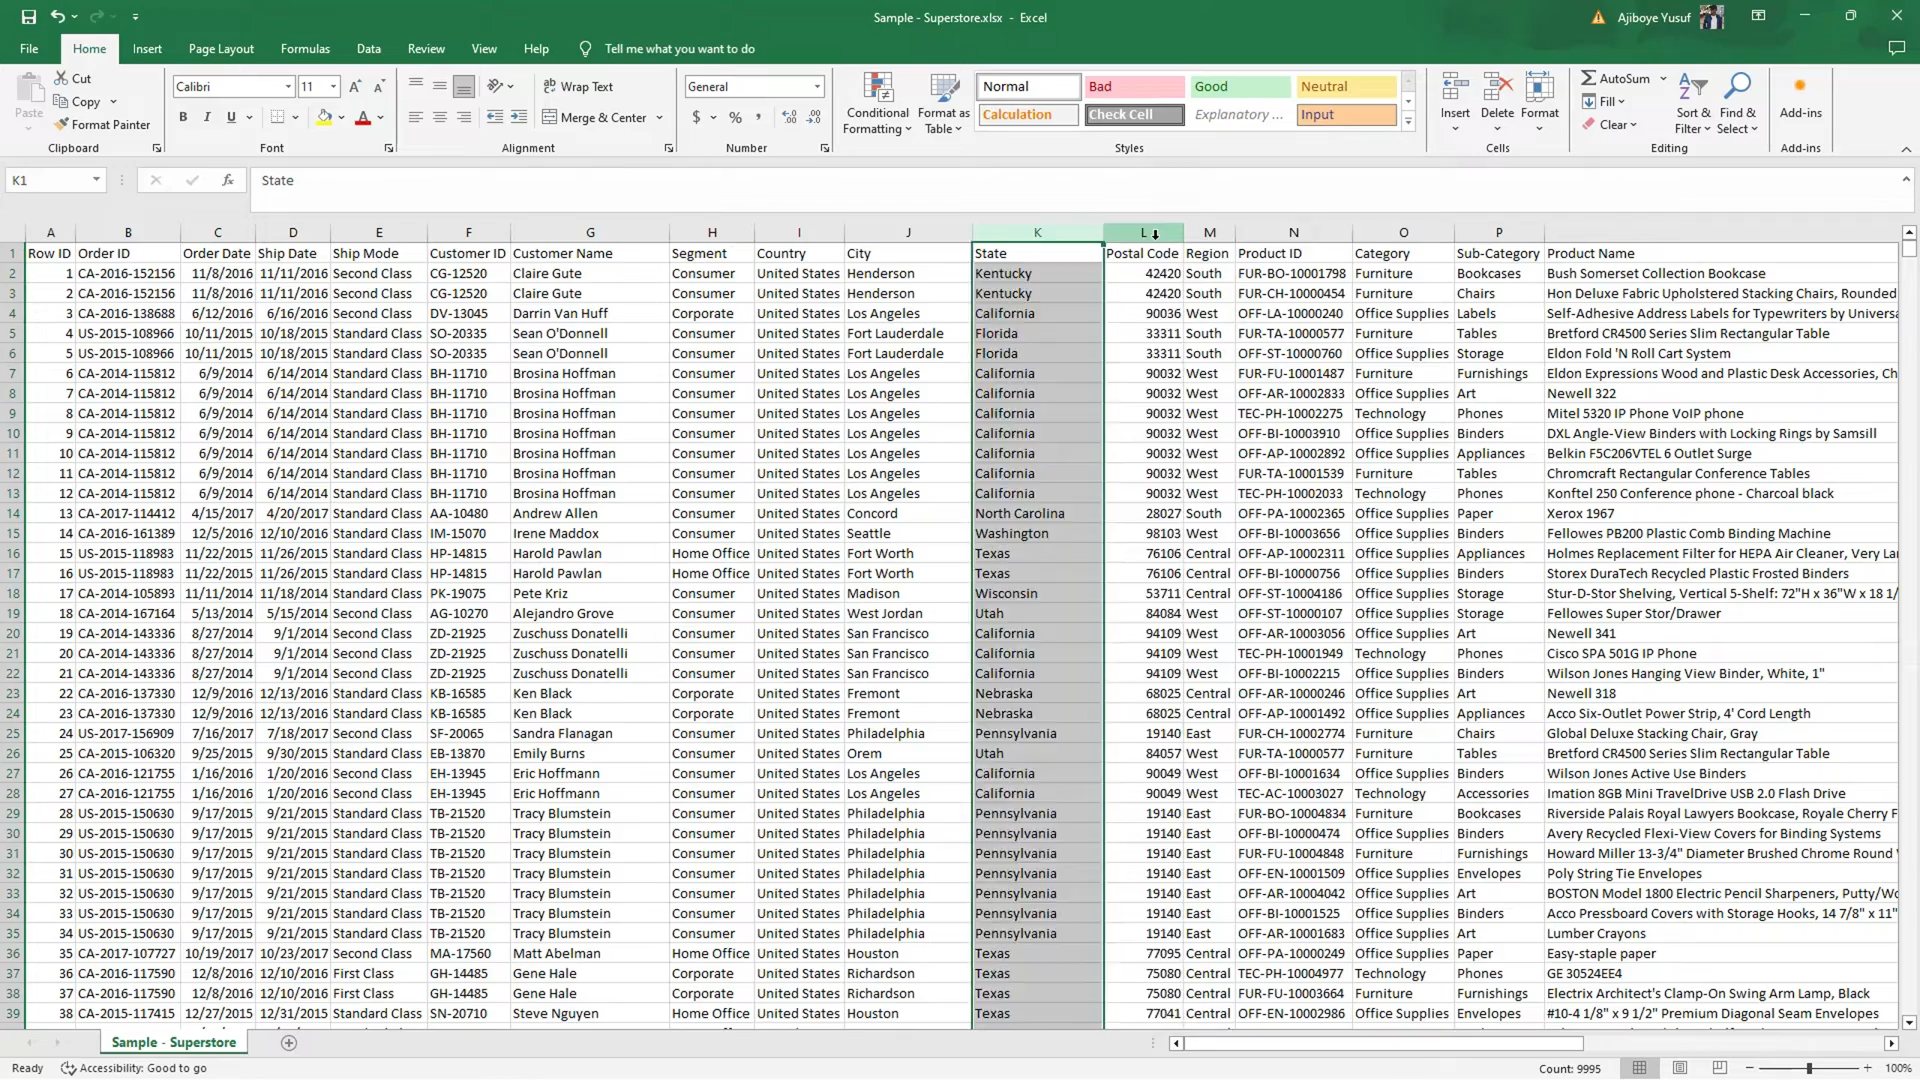 Sample - Superstore.xlsx - Excel
Ajiboye Yusuf
File Home Insert Page Layout Formulas Data Review View Help Tell me what you want to do
Paste
Cut
Copy
Format Painter
Clipboard
Calibri 11
B I U
Font
Wrap Text
Merge & Center
Alignment
General
$ % ,
Number
Conditional Formatting
Format as Table
Normal Bad Good Neutral
Calculation Check Cell Explanatory ... Input
Styles
Insert Delete Format
Cells
AutoSum
Fill
Clear
Sort & Filter
Find & Select
Editing
Add-ins
Add-ins
K1 fx State
A B C D E F G H I J K L M N O P
1 Row ID Order ID Order Date Ship Date Ship Mode Customer ID Customer Name Segment Country City State Postal Code Region Product ID Category Sub-Category Product Name
2 1 CA-2016-152156 11/8/2016 11/11/2016 Second Class CG-12520 Claire Gute Consumer United States Henderson Kentucky 42420 South FUR-BO-10001798 Furniture Bookcases Bush Somerset Collection Bookcase
3 2 CA-2016-152156 11/8/2016 11/11/2016 Second Class CG-12520 Claire Gute Consumer United States Henderson Kentucky 42420 South FUR-CH-10000454 Furniture Chairs Hon Deluxe Fabric Upholstered Stacking Chairs, Rounded
4 3 CA-2016-138688 6/12/2016 6/16/2016 Second Class DV-13045 Darrin Van Huff Corporate United States Los Angeles California 90036 West OFF-LA-10000240 Office Supplies Labels Self-Adhesive Address Labels for Typewriters by Universa
5 4 US-2015-108966 10/11/2015 10/18/2015 Standard Class SO-20335 Sean O'Donnell Consumer United States Fort Lauderdale Florida 33311 South FUR-TA-10000577 Furniture Tables Bretford CR4500 Series Slim Rectangular Table
6 5 US-2015-108966 10/11/2015 10/18/2015 Standard Class SO-20335 Sean O'Donnell Consumer United States Fort Lauderdale Florida 33311 South OFF-ST-10000760 Office Supplies Storage Eldon Fold 'N Roll Cart System
7 6 CA-2014-115812 6/9/2014 6/14/2014 Standard Class BH-11710 Brosina Hoffman Consumer United States Los Angeles California 90032 West FUR-FU-10001487 Furniture Furnishings Eldon Expressions Wood and Plastic Desk Accessories, Ch
8 7 CA-2014-115812 6/9/2014 6/14/2014 Standard Class BH-11710 Brosina Hoffman Consumer United States Los Angeles California 90032 West OFF-AR-10002833 Office Supplies Art Newell 322
9 8 CA-2014-115812 6/9/2014 6/14/2014 Standard Class BH-11710 Brosina Hoffman Consumer United States Los Angeles California 90032 West TEC-PH-10002275 Technology Phones Mitel 5320 IP Phone VoIP phone
10 9 CA-2014-115812 6/9/2014 6/14/2014 Standard Class BH-11710 Brosina Hoffman Consumer United States Los Angeles California 90032 West OFF-BI-10003910 Office Supplies Binders DXL Angle-View Binders with Locking Rings by Samsill
11 10 CA-2014-115812 6/9/2014 6/14/2014 Standard Class BH-11710 Brosina Hoffman Consumer United States Los Angeles California 90032 West OFF-AP-10002892 Office Supplies Appliances Belkin F5C206VTEL 6 Outlet Surge
12 11 CA-2014-115812 6/9/2014 6/14/2014 Standard Class BH-11710 Brosina Hoffman Consumer United States Los Angeles California 90032 West FUR-TA-10001539 Furniture Tables Chromcraft Rectangular Conference Tables
13 12 CA-2014-115812 6/9/2014 6/14/2014 Standard Class BH-11710 Brosina Hoffman Consumer United States Los Angeles California 90032 West TEC-PH-10002033 Technology Phones Konftel 250 Conference phone - Charcoal black
14 13 CA-2017-114412 4/15/2017 4/20/2017 Standard Class AA-10480 Andrew Allen Consumer United States Concord North Carolina 28027 South OFF-PA-10002365 Office Supplies Paper Xerox 1967
15 14 CA-2016-161389 12/5/2016 12/10/2016 Standard Class IM-15070 Irene Maddox Consumer United States Seattle Washington 98103 West OFF-BI-10003656 Office Supplies Binders Fellowes PB200 Plastic Comb Binding Machine
16 15 US-2015-118983 11/22/2015 11/26/2015 Standard Class HP-14815 Harold Pawlan Home Office United States Fort Worth Texas 76106 Central OFF-AP-10002311 Office Supplies Appliances Holmes Replacement Filter for HEPA Air Cleaner, Very Lar
17 16 US-2015-118983 11/22/2015 11/26/2015 Standard Class HP-14815 Harold Pawlan Home Office United States Fort Worth Texas 76106 Central OFF-BI-10000756 Office Supplies Binders Storex DuraTech Recycled Plastic Frosted Binders
18 17 CA-2014-105893 11/11/2014 11/18/2014 Standard Class PK-19075 Pete Kriz Consumer United States Madison Wisconsin 53711 Central OFF-ST-10004186 Office Supplies Storage Stur-D-Stor Shelving, Vertical 5-Shelf: 72"H x 36"W x 18 1/
19 18 CA-2014-167164 5/13/2014 5/15/2014 Second Class AG-10270 Alejandro Grove Consumer United States West Jordan Utah 84084 West OFF-ST-10000107 Office Supplies Storage Fellowes Super Stor/Drawer
20 19 CA-2014-143336 8/27/2014 9/1/2014 Second Class ZD-21925 Zuschuss Donatelli Consumer United States San Francisco California 94109 West OFF-AR-10003056 Office Supplies Art Newell 341
21 20 CA-2014-143336 8/27/2014 9/1/2014 Second Class ZD-21925 Zuschuss Donatelli Consumer United States San Francisco California 94109 West TEC-PH-10001949 Technology Phones Cisco SPA 501G IP Phone
22 21 CA-2014-143336 8/27/2014 9/1/2014 Second Class ZD-21925 Zuschuss Donatelli Consumer United States San Francisco California 94109 West OFF-BI-10002215 Office Supplies Binders Wilson Jones Hanging View Binder, White, 1"
23 22 CA-2016-137330 12/9/2016 12/13/2016 Standard Class KB-16585 Ken Black Corporate United States Fremont Nebraska 68025 Central OFF-AR-10000246 Office Supplies Art Newell 318
24 23 CA-2016-137330 12/9/2016 12/13/2016 Standard Class KB-16585 Ken Black Corporate United States Fremont Nebraska 68025 Central OFF-AP-10001492 Office Supplies Appliances Acco Six-Outlet Power Strip, 4' Cord Length
25 24 US-2017-156909 7/16/2017 7/18/2017 Second Class SF-20065 Sandra Flanagan Consumer United States Philadelphia Pennsylvania 19140 East FUR-CH-10002774 Furniture Chairs Global Deluxe Stacking Chair, Gray
26 25 CA-2015-106320 9/25/2015 9/30/2015 Standard Class EB-13870 Emily Burns Consumer United States Orem Utah 84057 West FUR-TA-10000577 Furniture Tables Bretford CR4500 Series Slim Rectangular Table
27 26 CA-2016-121755 1/16/2016 1/20/2016 Second Class EH-13945 Eric Hoffmann Consumer United States Los Angeles California 90049 West OFF-BI-10001634 Office Supplies Binders Wilson Jones Active Use Binders
28 27 CA-2016-121755 1/16/2016 1/20/2016 Second Class EH-13945 Eric Hoffmann Consumer United States Los Angeles California 90049 West TEC-AC-10003027 Technology Accessories Imation 8GB Mini TravelDrive USB 2.0 Flash Drive
29 28 US-2015-150630 9/17/2015 9/21/2015 Standard Class TB-21520 Tracy Blumstein Consumer United States Philadelphia Pennsylvania 19140 East FUR-BO-10004834 Furniture Bookcases Riverside Palais Royal Lawyers Bookcase, Royale Cherry F
30 29 US-2015-150630 9/17/2015 9/21/2015 Standard Class TB-21520 Tracy Blumstein Consumer United States Philadelphia Pennsylvania 19140 East OFF-BI-10000474 Office Supplies Binders Avery Recycled Flexi-View Covers for Binding Systems
31 30 US-2015-150630 9/17/2015 9/21/2015 Standard Class TB-21520 Tracy Blumstein Consumer United States Philadelphia Pennsylvania 19140 East FUR-FU-10004848 Furniture Furnishings Howard Miller 13-3/4" Diameter Brushed Chrome Round
32 31 US-2015-150630 9/17/2015 9/21/2015 Standard Class TB-21520 Tracy Blumstein Consumer United States Philadelphia Pennsylvania 19140 East OFF-EN-10001509 Office Supplies Envelopes Poly String Tie Envelopes
33 32 US-2015-150630 9/17/2015 9/21/2015 Standard Class TB-21520 Tracy Blumstein Consumer United States Philadelphia Pennsylvania 19140 East OFF-AR-10004042 Office Supplies Art BOSTON Model 1800 Electric Pencil Sharpeners, Putty/Wo
34 33 US-2015-150630 9/17/2015 9/21/2015 Standard Class TB-21520 Tracy Blumstein Consumer United States Philadelphia Pennsylvania 19140 East OFF-BI-10001525 Office Supplies Binders Acco Pressboard Covers with Storage Hooks, 14 7/8" x 11"
35 34 US-2015-150630 9/17/2015 9/21/2015 Standard Class TB-21520 Tracy Blumstein Consumer United States Philadelphia Pennsylvania 19140 East OFF-AR-10001683 Office Supplies Art Lumber Crayons
36 35 CA-2017-107727 10/19/2017 10/23/2017 Second Class MA-17560 Matt Abelman Home Office United States Houston Texas 77095 Central OFF-PA-10000249 Office Supplies Paper Easy-staple paper
37 36 CA-2016-117590 12/8/2016 12/10/2016 First Class GH-14485 Gene Hale Corporate United States Richardson Texas 75080 Central TEC-PH-10004977 Technology Phones GE 30524EE4
38 37 CA-2016-117590 12/8/2016 12/10/2016 First Class GH-14485 Gene Hale Corporate United States Richardson Texas 75080 Central FUR-FU-10003664 Furniture Furnishings Electrix Architect's Clamp-On Swing Arm Lamp, Black
39 38 CA-2015-117415 12/27/2015 12/31/2015 Standard Class SN-20710 Steve Nguyen Home Office United States Houston Texas 77041 Central OFF-EN-10002986 Office Supplies Envelopes #10-4 1/8" x 9 1/2" Premium Diagonal Seam Envelopes
Sample - Superstore
Ready Accessibility: Good to go Count: 9995 100%